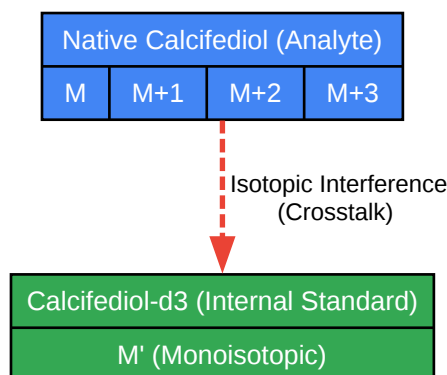 Native Calcifediol (Analyte)
M M+1 M+2 M+3
Isotopic Interference
(Crosstalk)
Calcifediol-d3 (Internal Standard)
M' (Monoisotopic)